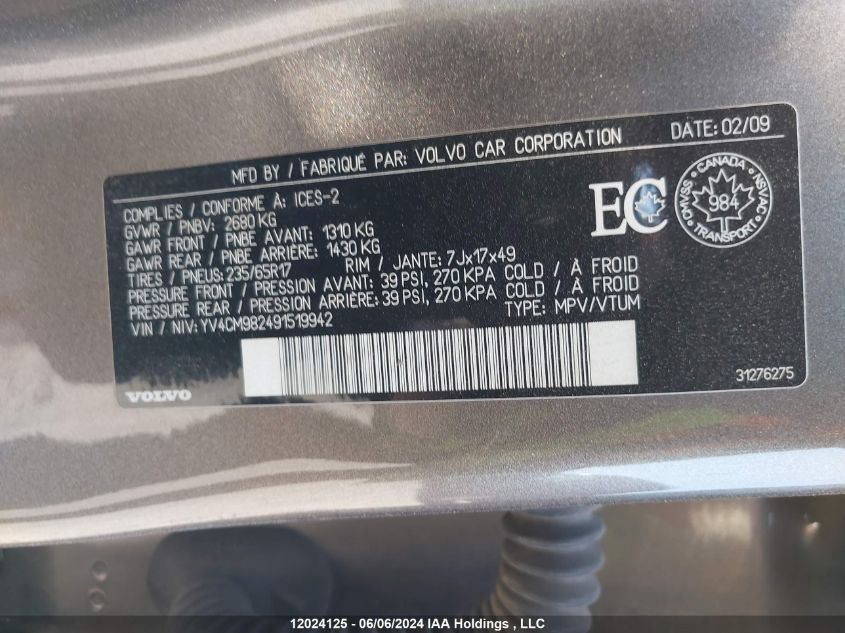 MFD BY / FABRIQUÉ PAR: VOLVO CAR CORPORATION DATE: 02/09
COMPLIES / CONFORME À: ICES-2
GVWR / PNBV: 2680 KG
GAWR FRONT / PNBE AVANT: 1310 KG
GAWR REAR / PNBE ARRIÈRE: 1430 KG
TIRES / PNEUS: 235/65R17 RIM / JANTE: 7Jx17x49
PRESSURE FRONT / PRESSION AVANT: 39 PSI, 270 KPA COLD / À FROID
PRESSURE REAR / PRESSION ARRIÈRE: 39 PSI, 270 KPA COLD / À FROID
VIN / NIV: YV4CM982491519942 TYPE: MPV/VTUM
EC
CANADA
CMVSS
NSVAC
984
TRANSPORT
VOLVO
31276275
12024125 - 06/06/2024 IAA Holdings , LLC